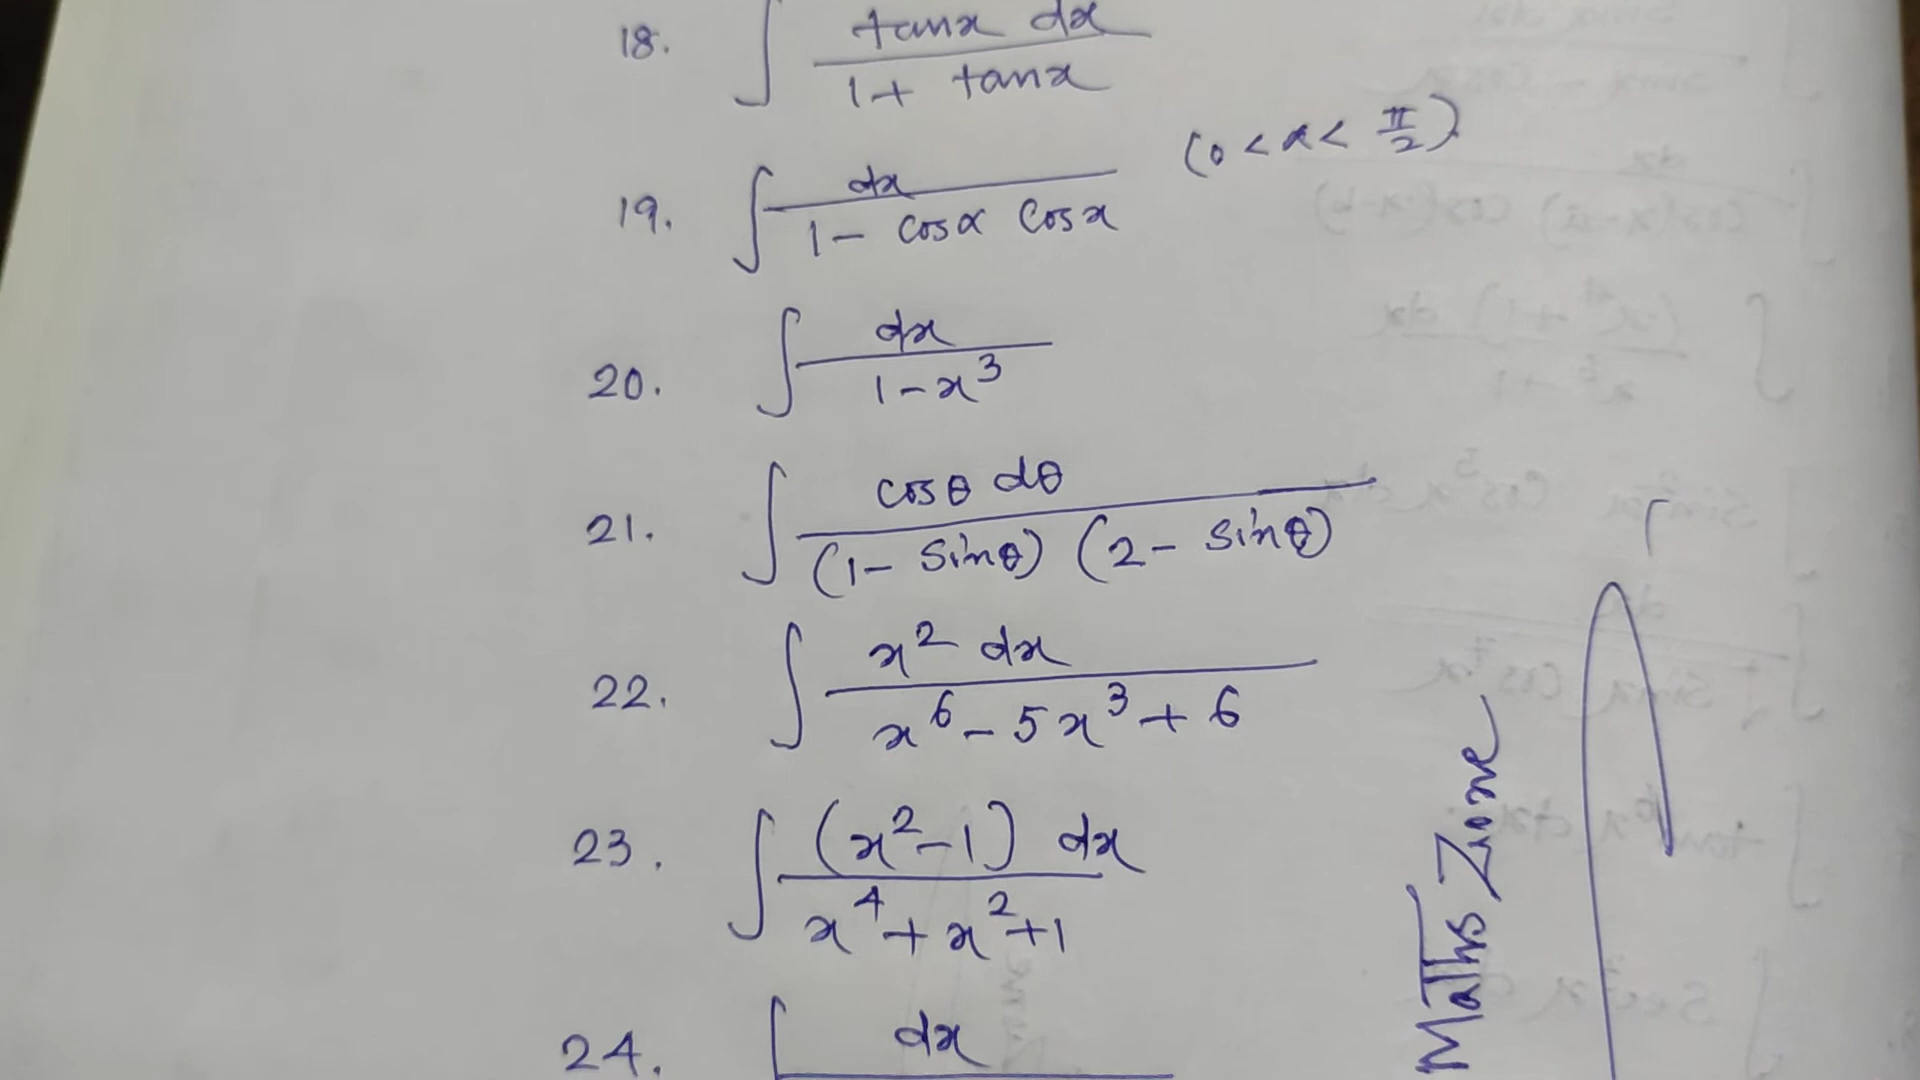 18. ∫ tanx dx / 1+ tanx
19. ∫ dx / 1- cosα cosx (0 < α < π/2)
20. ∫ dx / 1-x³
21. ∫ cosθ dθ / (1- sinθ) (2- sinθ)
22. ∫ x² dx / x⁶- 5x³+ 6
23. ∫ (x²-1) dx / x⁴+ x²+1
24. ∫ dx
Maths Zone